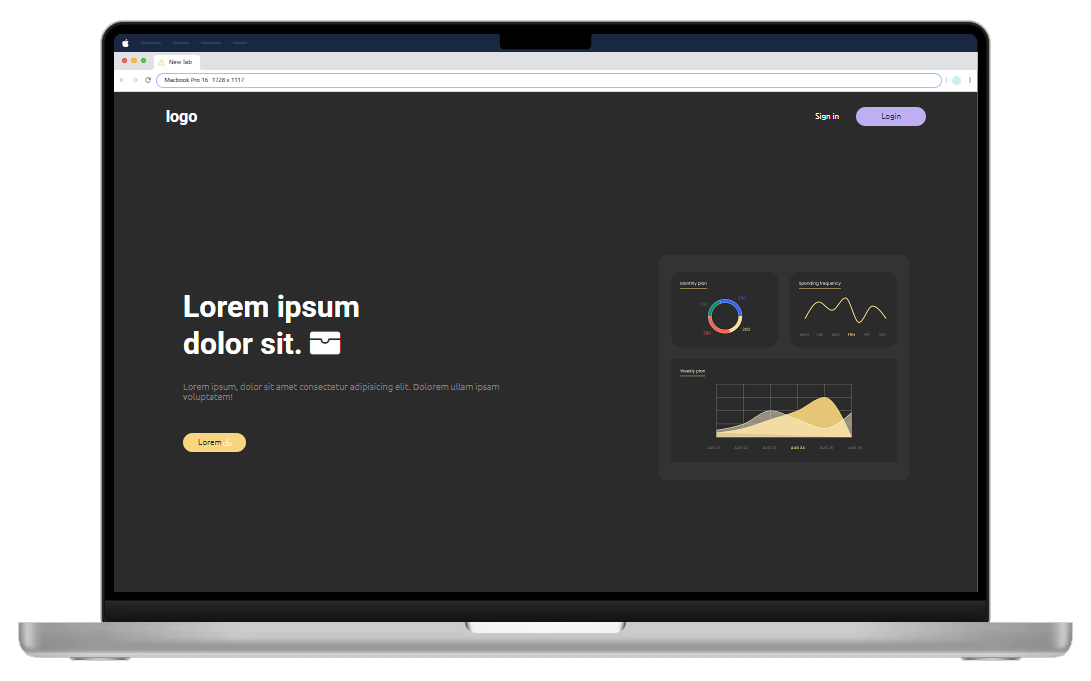 New Tab
Macbook Pro 16 1728 x 1117
logo
Sign in
Login
Lorem ipsum
dolor sit.
Lorem ipsum, dolor sit amet consectetur adipisicing elit. Dolorem ullam ipsam
voluptatem!
Lorem
Monthly plan
200
Spending frequency
TUE WED THU FRI SAT
Weekly plan
AUG 21 AUG 22 AUG 23 AUG 24 AUG 25 AUG 26